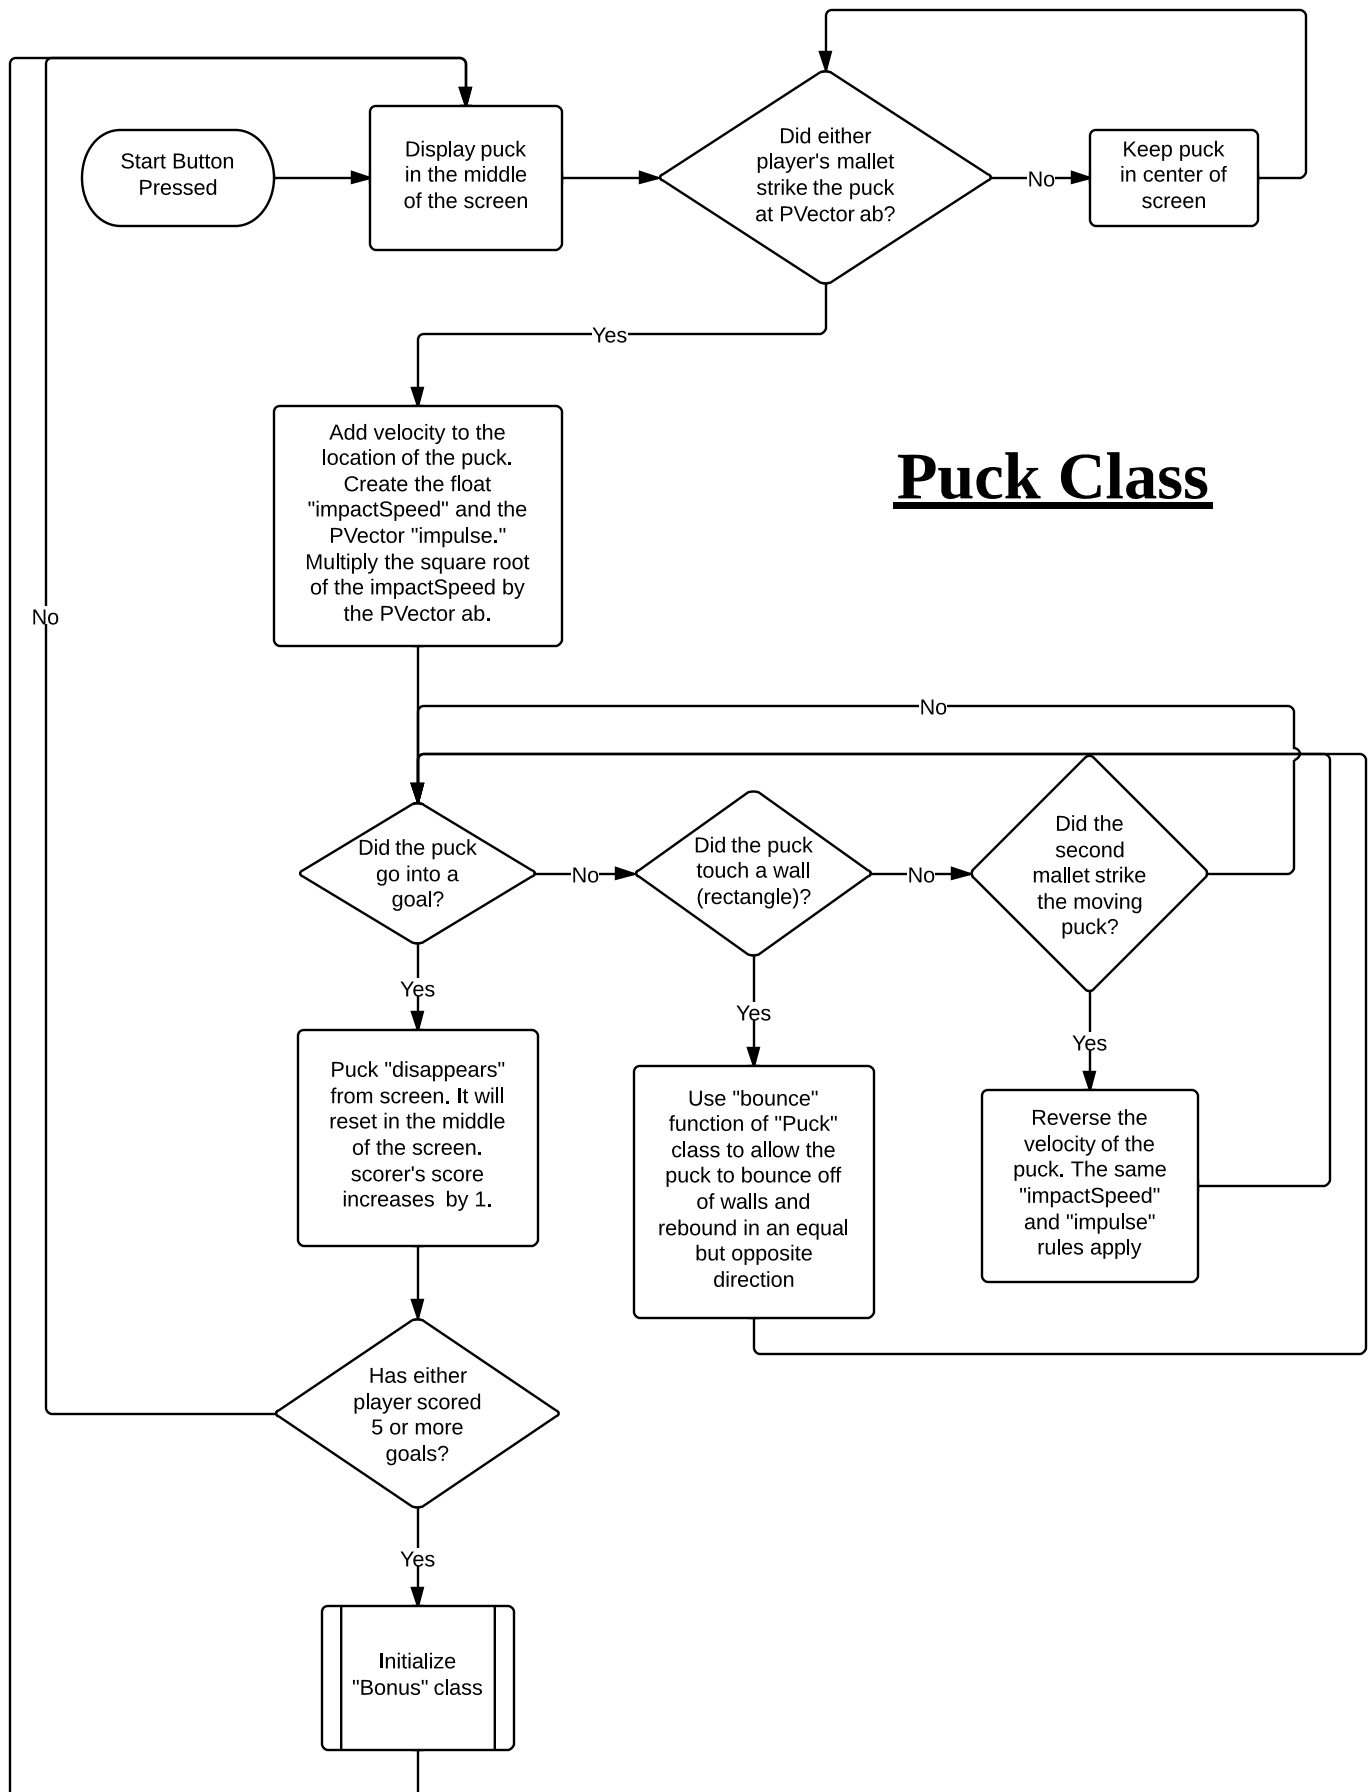 Start Button
Pressed
Display puck
in the middle
of the screen
Did either
player's mallet
strike the puck
at PVector ab?
No
Keep puck
in center of
screen
Yes
Add velocity to the
location of the puck.
Create the float
"impactSpeed" and the
PVector "impulse."
Multiply the square root
of the impactSpeed by
the PVector ab.
Puck Class
No
No
Did the puck
go into a
goal?
No
Did the puck
touch a wall
(rectangle)?
No
Did the
second
mallet strike
the moving
puck?
Yes
Yes
Yes
Puck "disappears"
from screen. It will
reset in the middle
of the screen.
scorer's score
increases  by 1.
Use "bounce"
function of "Puck"
class to allow the
puck to bounce off
of walls and
rebound in an equal
but opposite
direction
Reverse the
velocity of the
puck. The same
"impactSpeed"
and "impulse"
rules apply
Has either
player scored
5 or more
goals?
Yes
Initialize
"Bonus" class